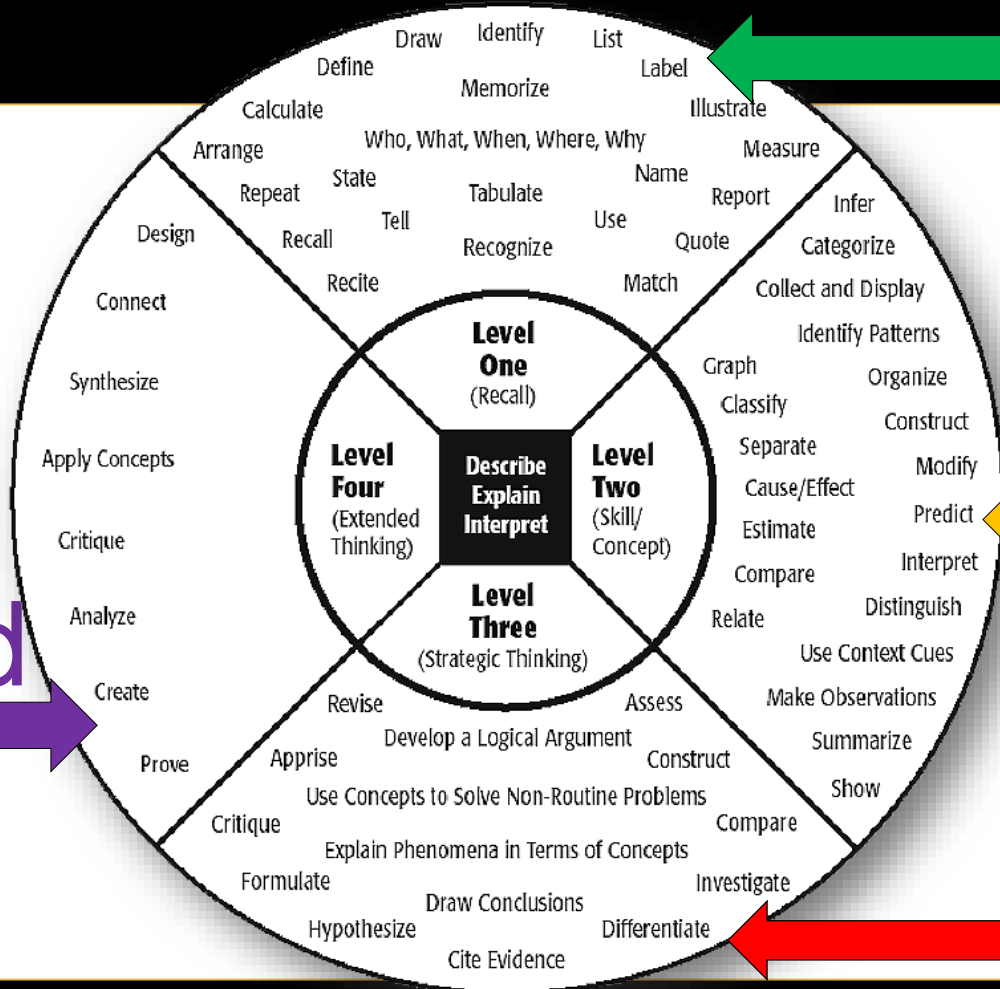 Draw
Identify
List
Define
Label
Memorize
Calculate
Illustrate
Who, What, When, Where, Why
Arrange
Measure
State
Name
Repeat
Tabulate
Report
Tell
Use
Recall
Recognize
Quote
Recite
Match
Level
One
(Recall)
Infer
Categorize
Collect and Display
Identify Patterns
Graph
Organize
Classify
Construct
Separate
Modify
Cause/Effect
Predict
Estimate
Interpret
Compare
Distinguish
Relate
Use Context Cues
Make Observations
Summarize
Show
Level
Two
(Skill/
Concept)
Describe
Explain
Interpret
Level
Three
(Strategic Thinking)
Revise
Assess
Develop a Logical Argument
Apprise
Construct
Use Concepts to Solve Non-Routine Problems
Critique
Compare
Explain Phenomena in Terms of Concepts
Formulate
Investigate
Draw Conclusions
Hypothesize
Differentiate
Cite Evidence
Level
Four
(Extended
Thinking)
Design
Connect
Synthesize
Apply Concepts
Critique
Analyze
Create
Prove
d